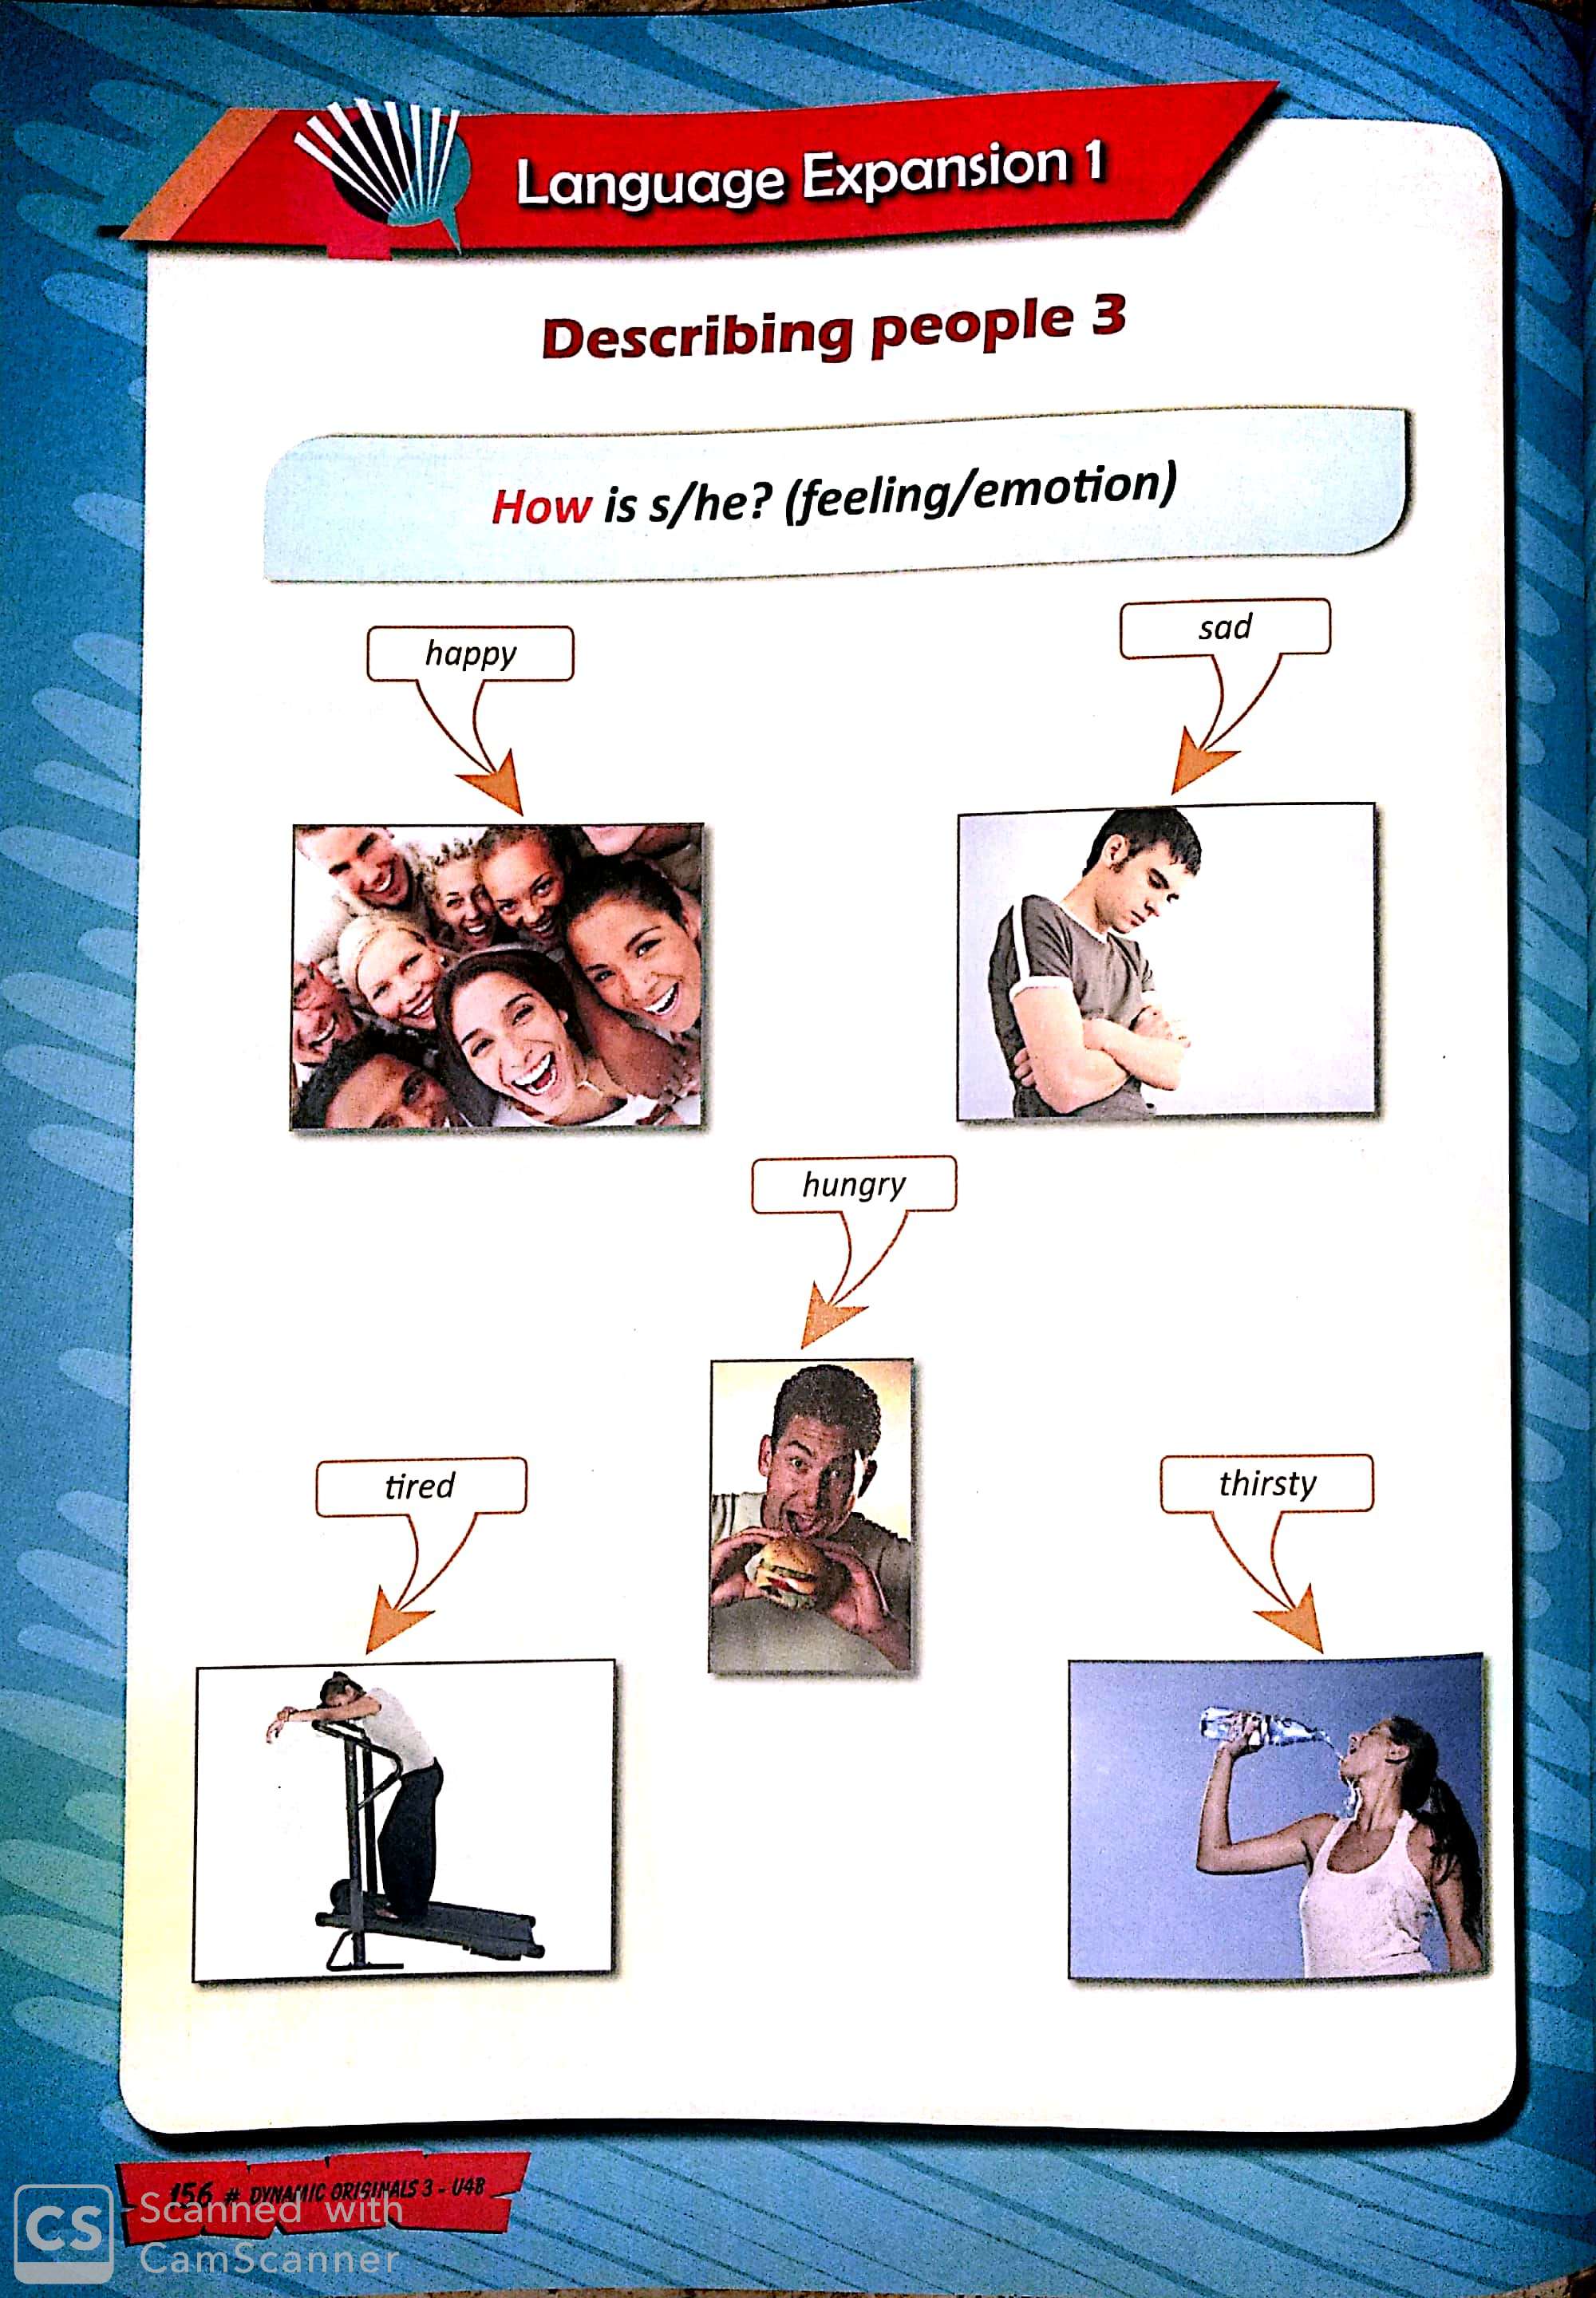 Language Expansion 1
Describing people 3
How is s/he? (feeling/emotion)
happy
sad
hungry
tired
thirsty
156 # DYNAMIC ORIGINALS 3 - U4B
CS Scanned with
CamScanner